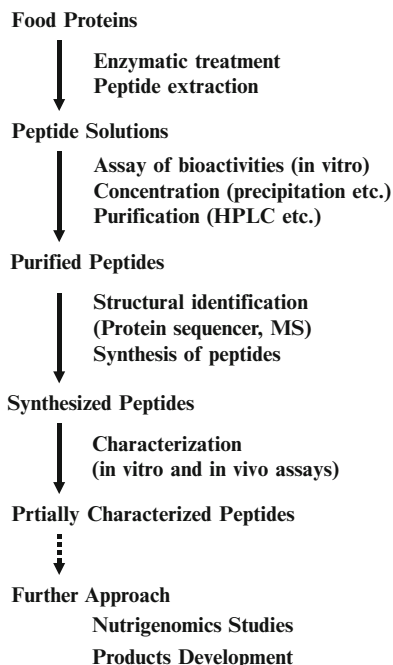 Food Proteins
Enzymatic treatment
Peptide extraction
Peptide Solutions
Assay of bioactivities (in vitro)
Concentration (precipitation etc.)
Purification (HPLC etc.)
Purified Peptides
Structural identification
(Protein sequencer, MS)
Synthesis of peptides
Synthesized Peptides
Characterization
(in vitro and in vivo assays)
Prtially Characterized Peptides
Further Approach
Nutrigenomics Studies
Products Development